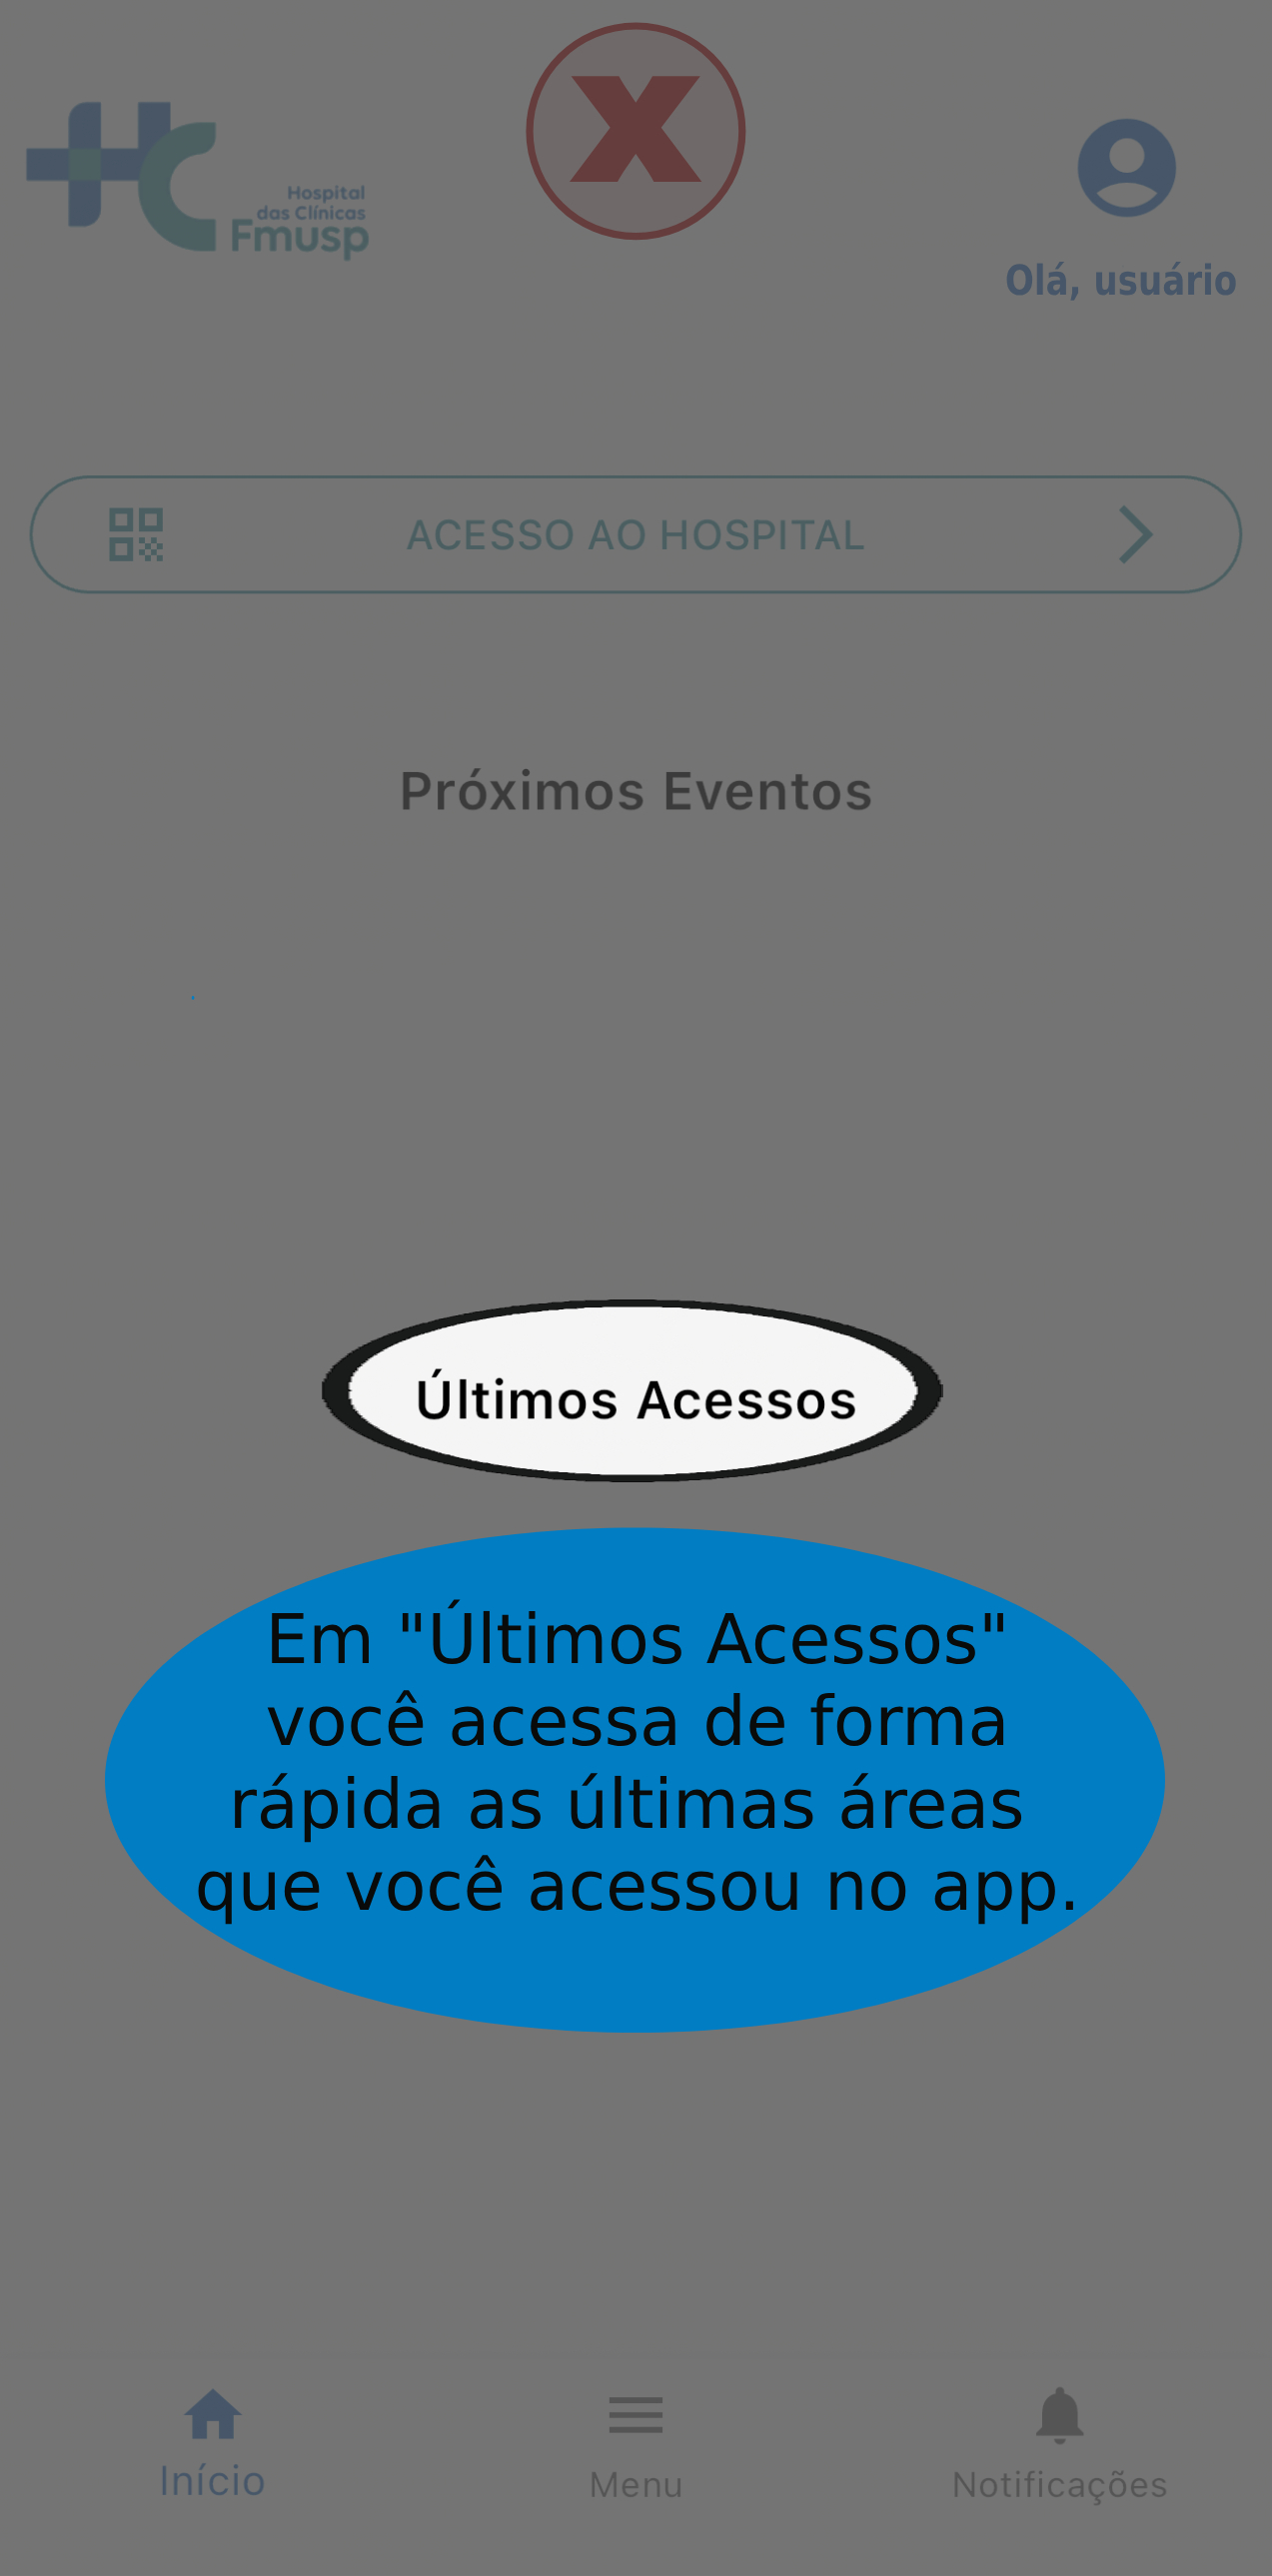 X
Hospital
das Clínicas
Fmusp
Olá, usuário
ACESSO AO HOSPITAL
Próximos Eventos
Últimos Acessos
Em "Últimos Acessos"
você acessa de forma
rápida as últimas áreas
que você acessou no app.
Início
Menu
Notificações